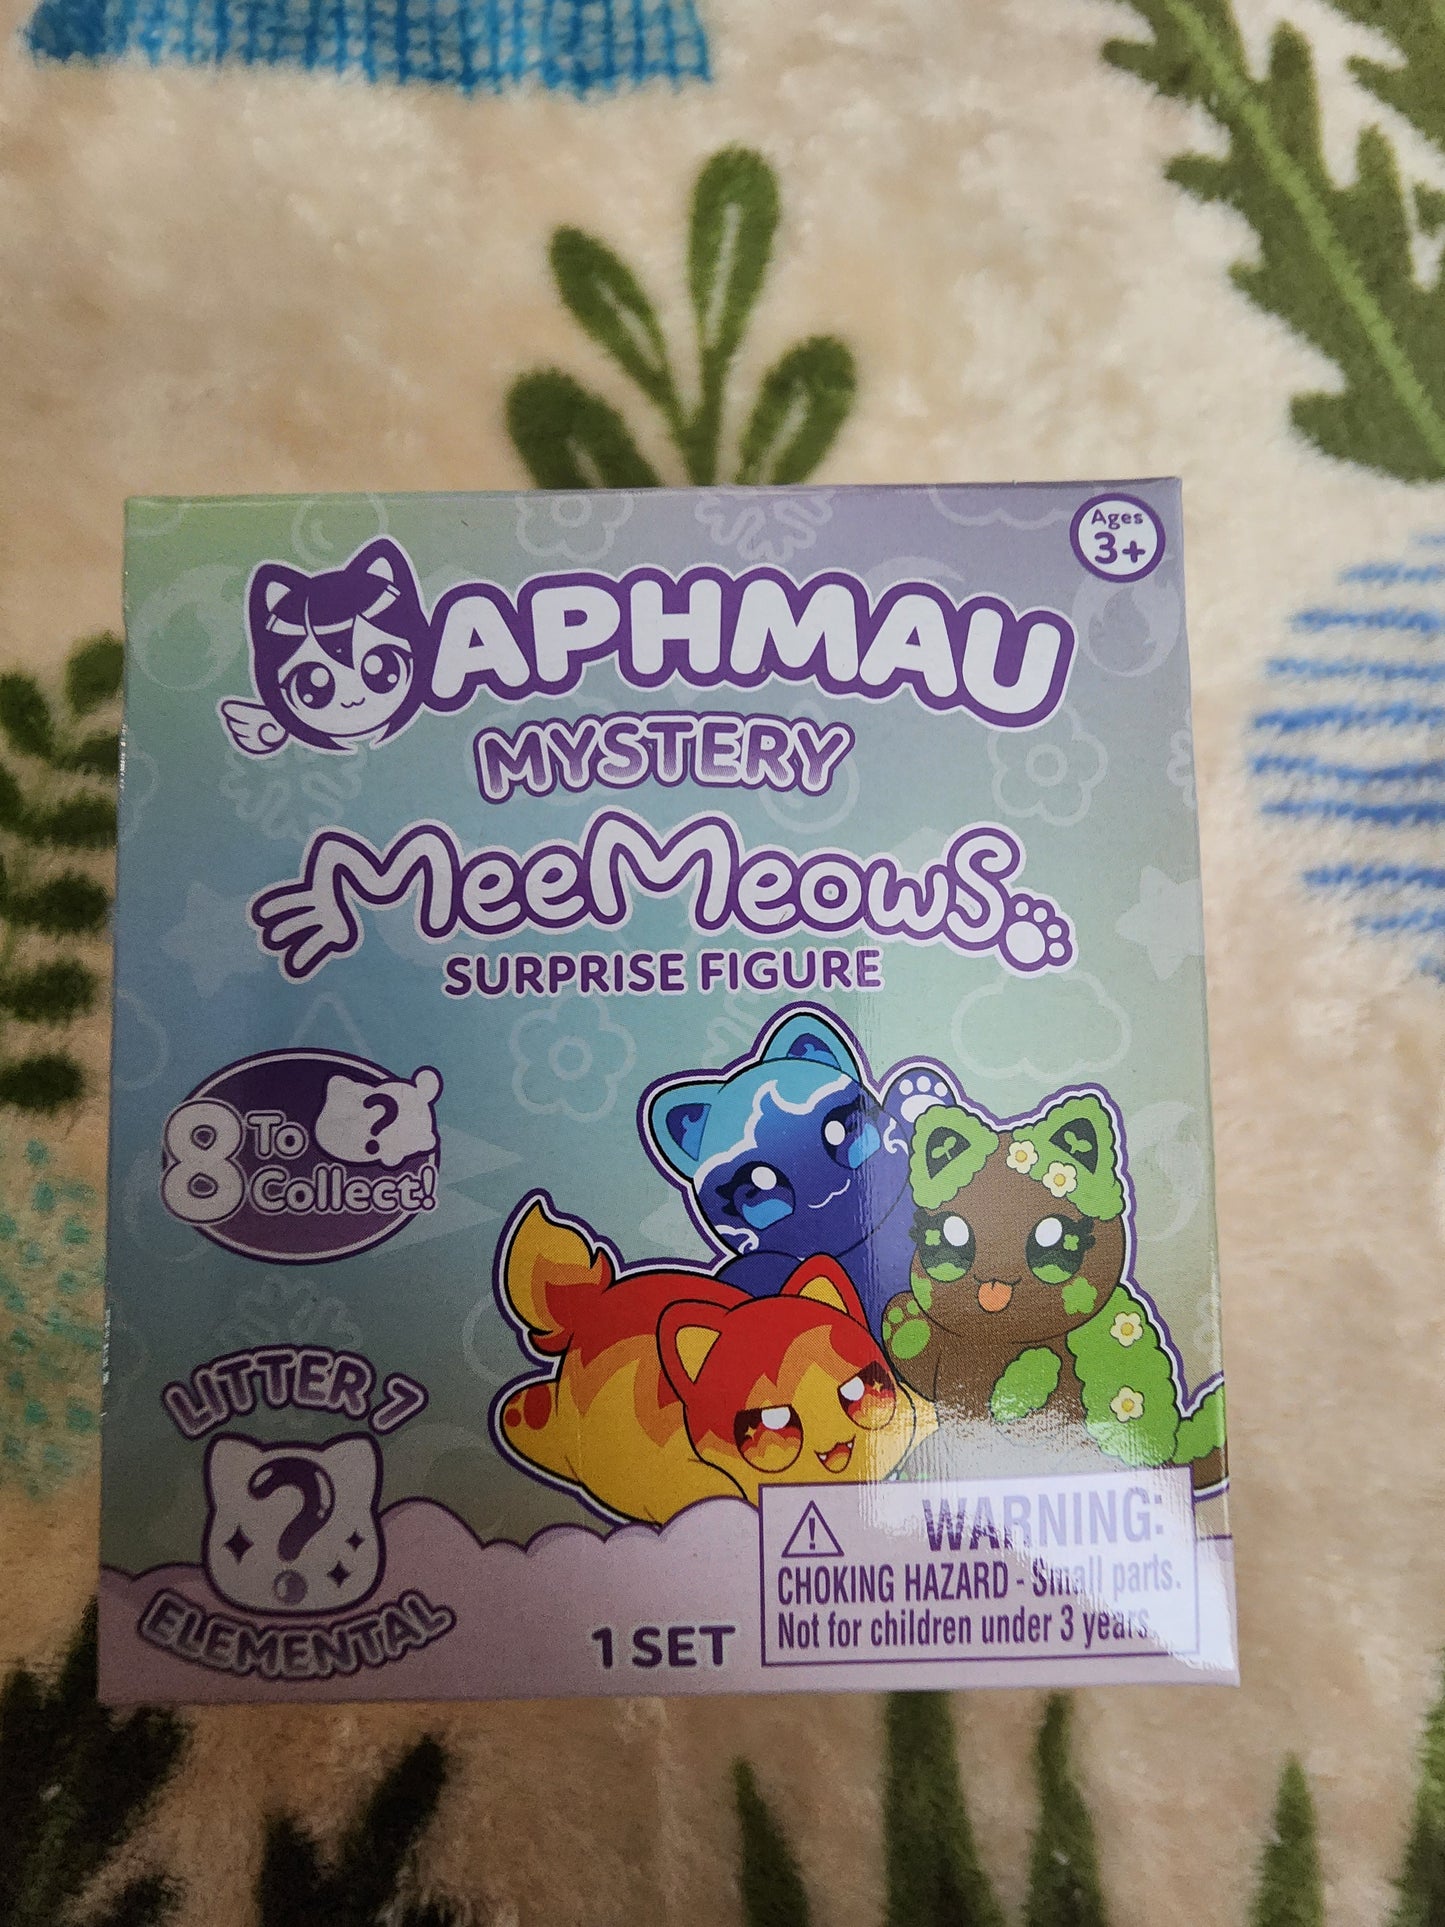 Ages
3+
APHMAU
MYSTERY
MeeMeows
SURPRISE FIGURE
8 To
Collect!
?
LITTER 7
?
ELEMENTAL
1 SET
WARNING:
CHOKING HAZARD - Small parts.
Not for children under 3 years.